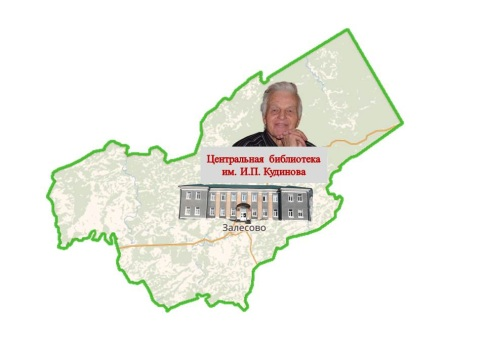 Центральная библиотека
им. И.П. Кудинова
Залесово